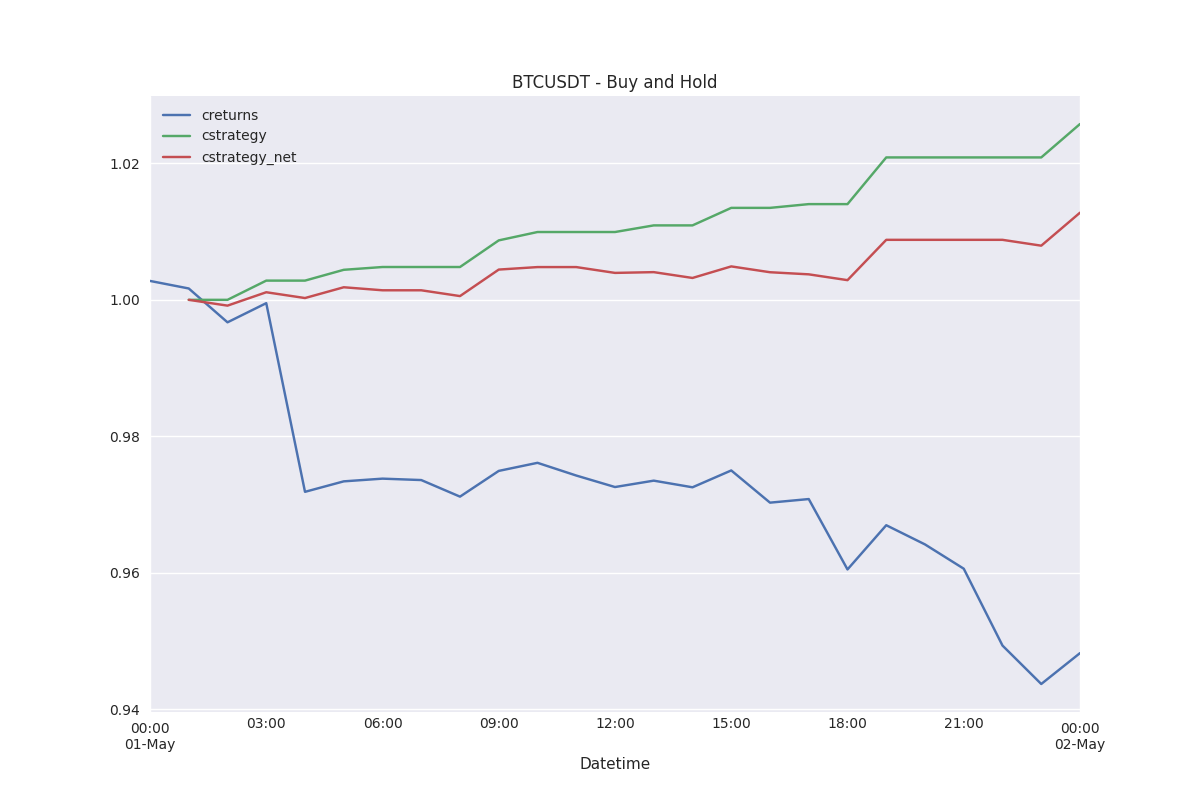 BTCUSDT - Buy and Hold
creturns
cstrategy
cstrategy_net
1.02
1.00
0.98
0.96
0.94
00:00 03:00 06:00 09:00 12:00 15:00 18:00 21:00 00:00
01-May 02-May
Datetime